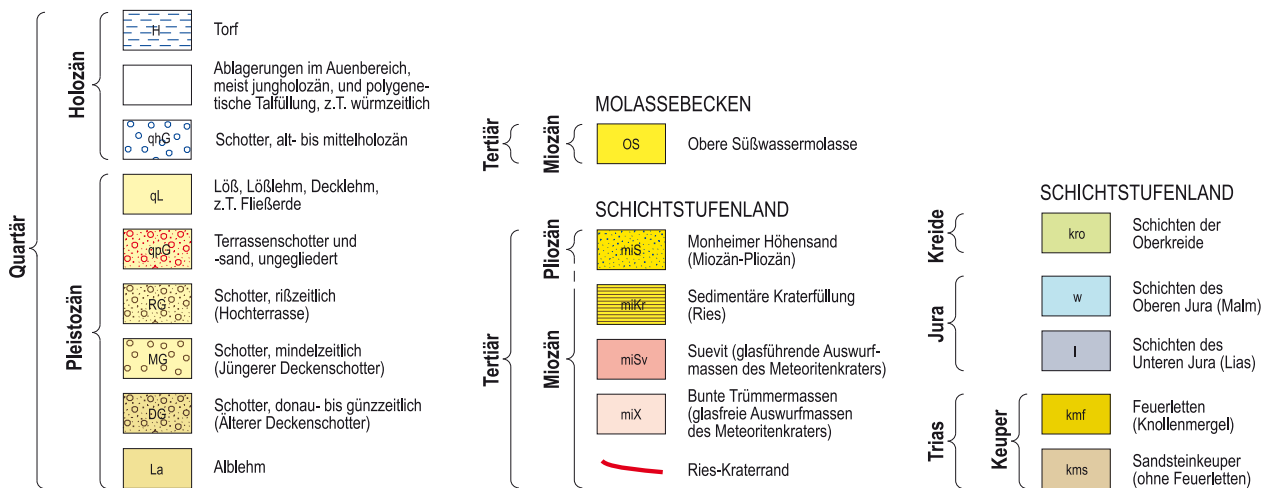 Quartär
Holozän
H
Torf
Ablagerungen im Auenbereich,
meist jungholozän, und polygene-
tische Talfüllung, z.T. würmzeitlich
qhG
Schotter, alt- bis mittelholozän
Pleistozän
qL
Löß, Lößlehm, Decklehm,
z.T. Fließerde
qpG
Terrassenschotter und
-sand, ungegliedert
RG
Schotter, rißzeitlich
(Hochterrasse)
MG
Schotter, mindelzeitlich
(Jüngerer Deckenschotter)
DG
Schotter, donau- bis günzzeitlich
(Älterer Deckenschotter)
La
Alblehm
MOLASSEBECKEN
Tertiär
Miozän
OS
Obere Süßwassermolasse
SCHICHTSTUFENLAND
Tertiär
Pliozän
miS
Monheimer Höhensand
(Miozän-Pliozän)
Miozän
miKr
Sedimentäre Kraterfüllung
(Ries)
miSv
Suevit (glasführende Auswurf-
massen des Meteoritenkraters)
miX
Bunte Trümmermassen
(glasfreie Auswurfmassen
des Meteoritenkraters)
Ries-Kraterrand
SCHICHTSTUFENLAND
Kreide
kro
Schichten der
Oberkreide
Jura
w
Schichten des
Oberen Jura (Malm)
l
Schichten des
Unteren Jura (Lias)
Trias
Keuper
kmf
Feuerletten
(Knollenmergel)
kms
Sandsteinkeuper
(ohne Feuerletten)